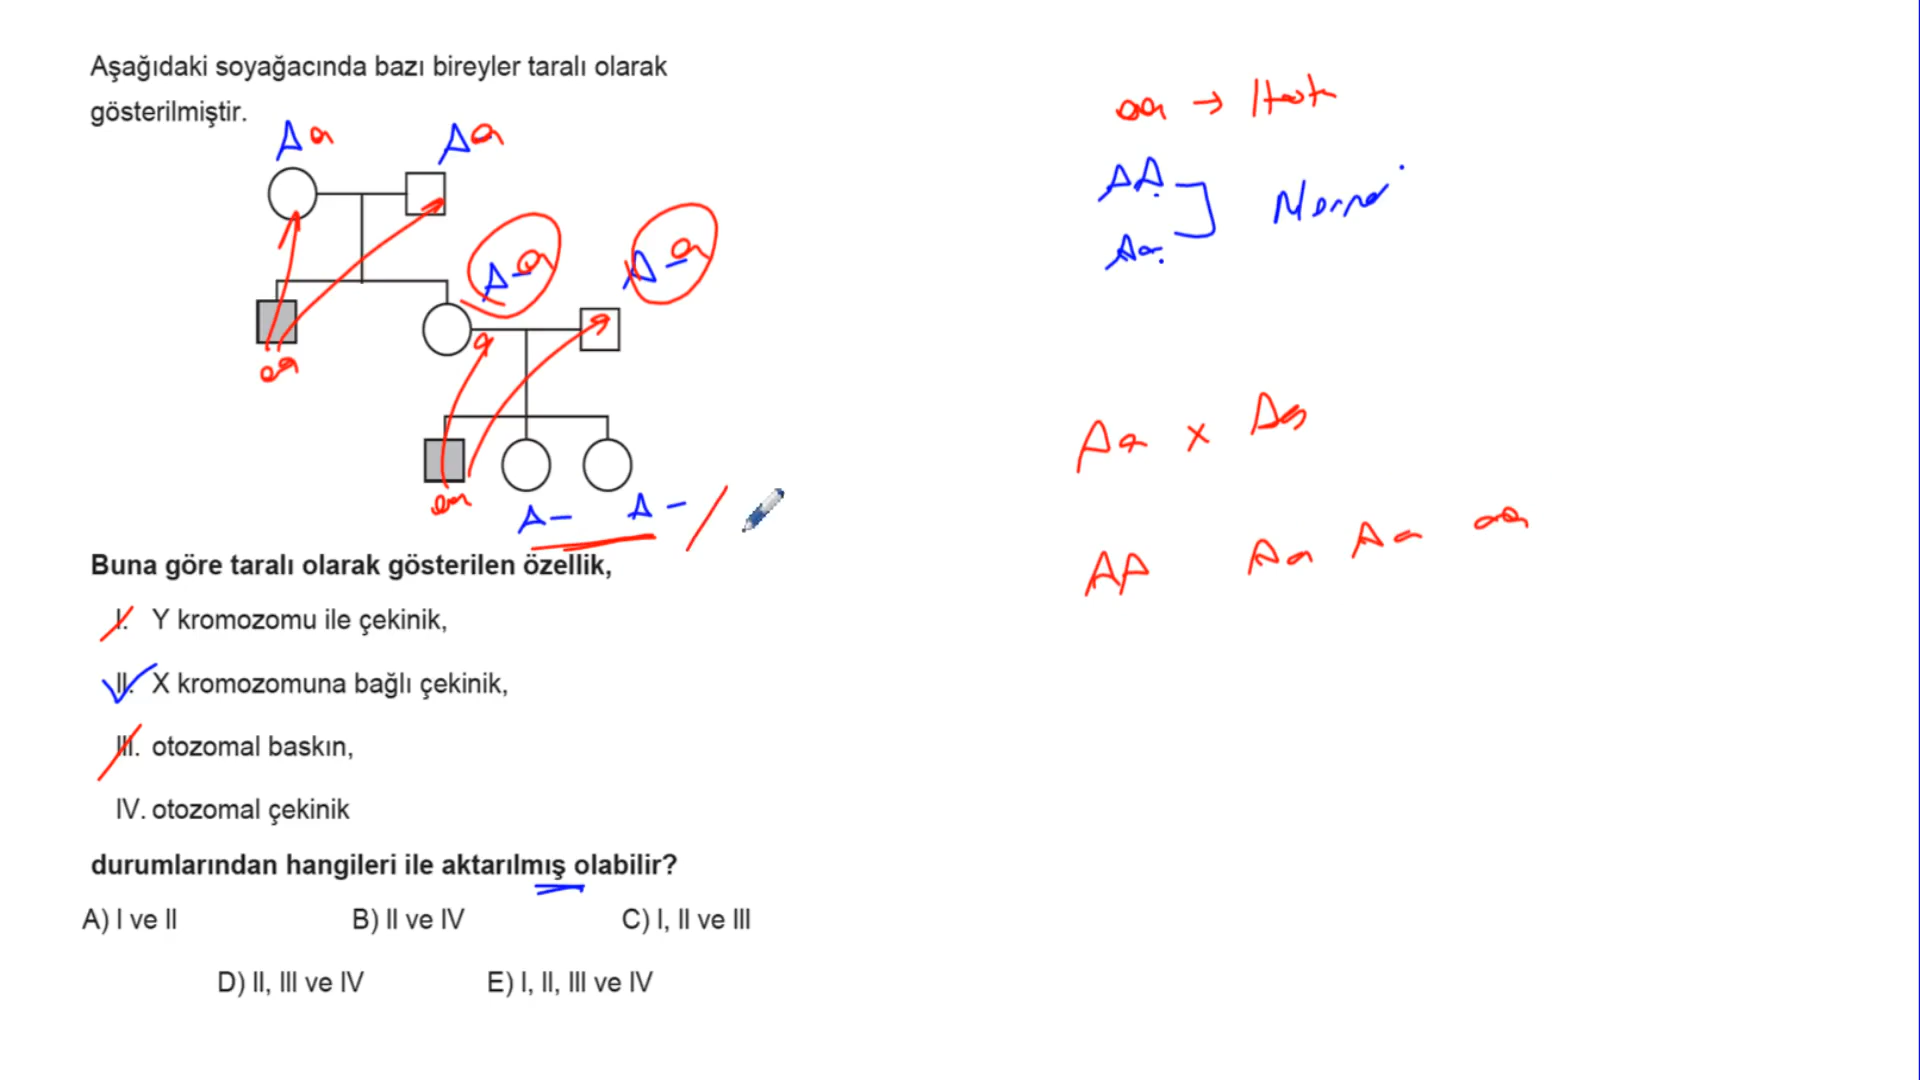 Aşağıdaki soyağacında bazı bireyler taralı olarak
gösterilmiştir.
Aa Aa
aa → Hasta
AA
Aa
Normal
A-a A-a
aa
a
Aa x Aa
aa
A- A-
AA Aa Aa aa
Buna göre taralı olarak gösterilen özellik,
I. Y kromozomu ile çekinik,
II. X kromozomuna bağlı çekinik,
III. otozomal baskın,
IV. otozomal çekinik
durumlarından hangileri ile aktarılmış olabilir?
A) I ve II B) II ve IV C) I, II ve III
D) II, III ve IV E) I, II, III ve IV